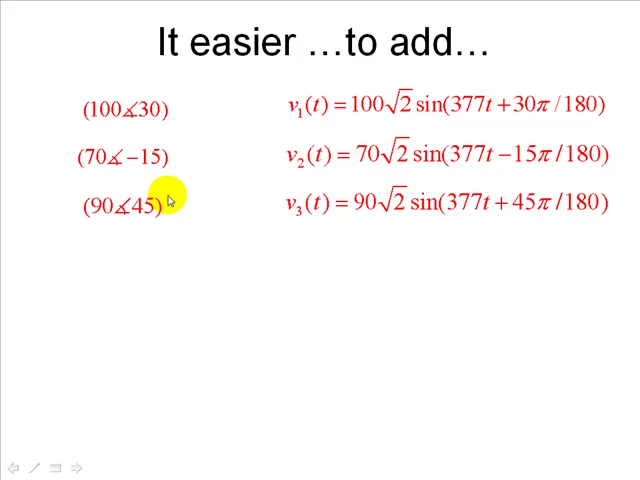 It easier …to add…
(100∡30) v₁(t) = 100√2 sin(377t + 30π/180)
(70∡−15) v₂(t) = 70√2 sin(377t − 15π/180)
(90∡45) v₃(t) = 90√2 sin(377t + 45π/180)